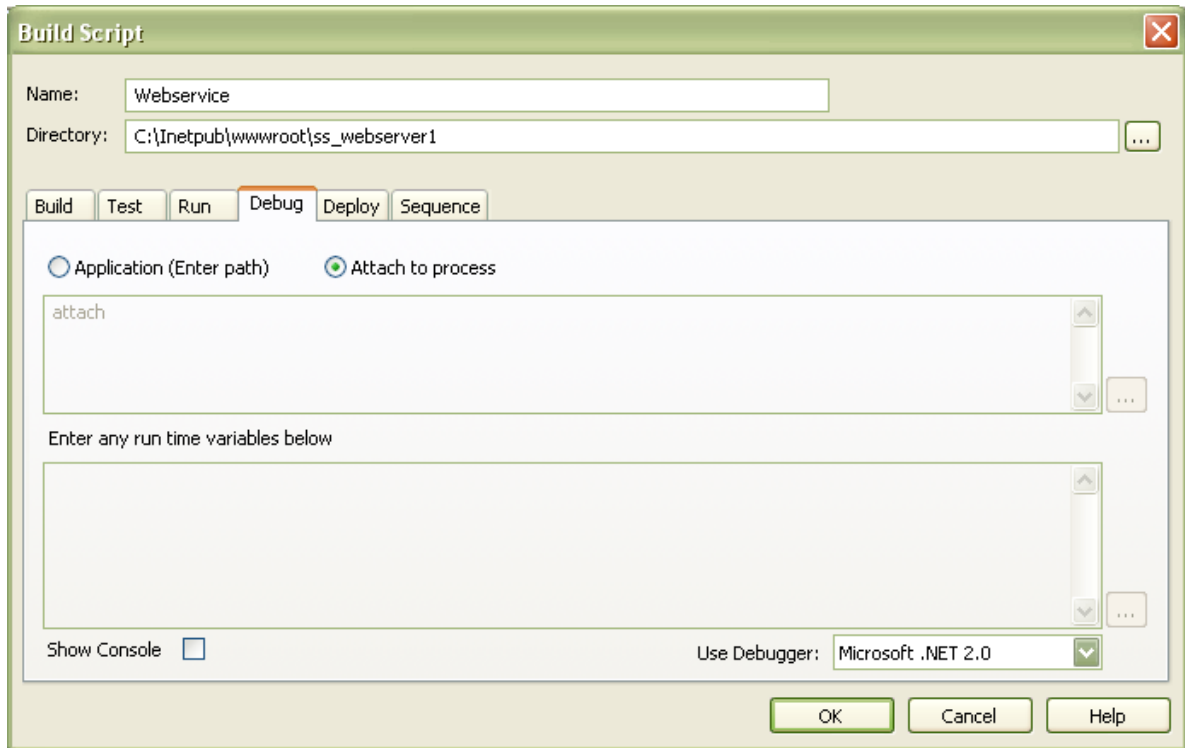 Build Script
Name: Webservice
Directory: C:\Inetpub\wwwroot\ss_webserver1 ...
Build Test Run Debug Deploy Sequence
Application (Enter path) Attach to process
attach
...
Enter any run time variables below
...
Show Console Use Debugger: Microsoft .NET 2.0
OK Cancel Help